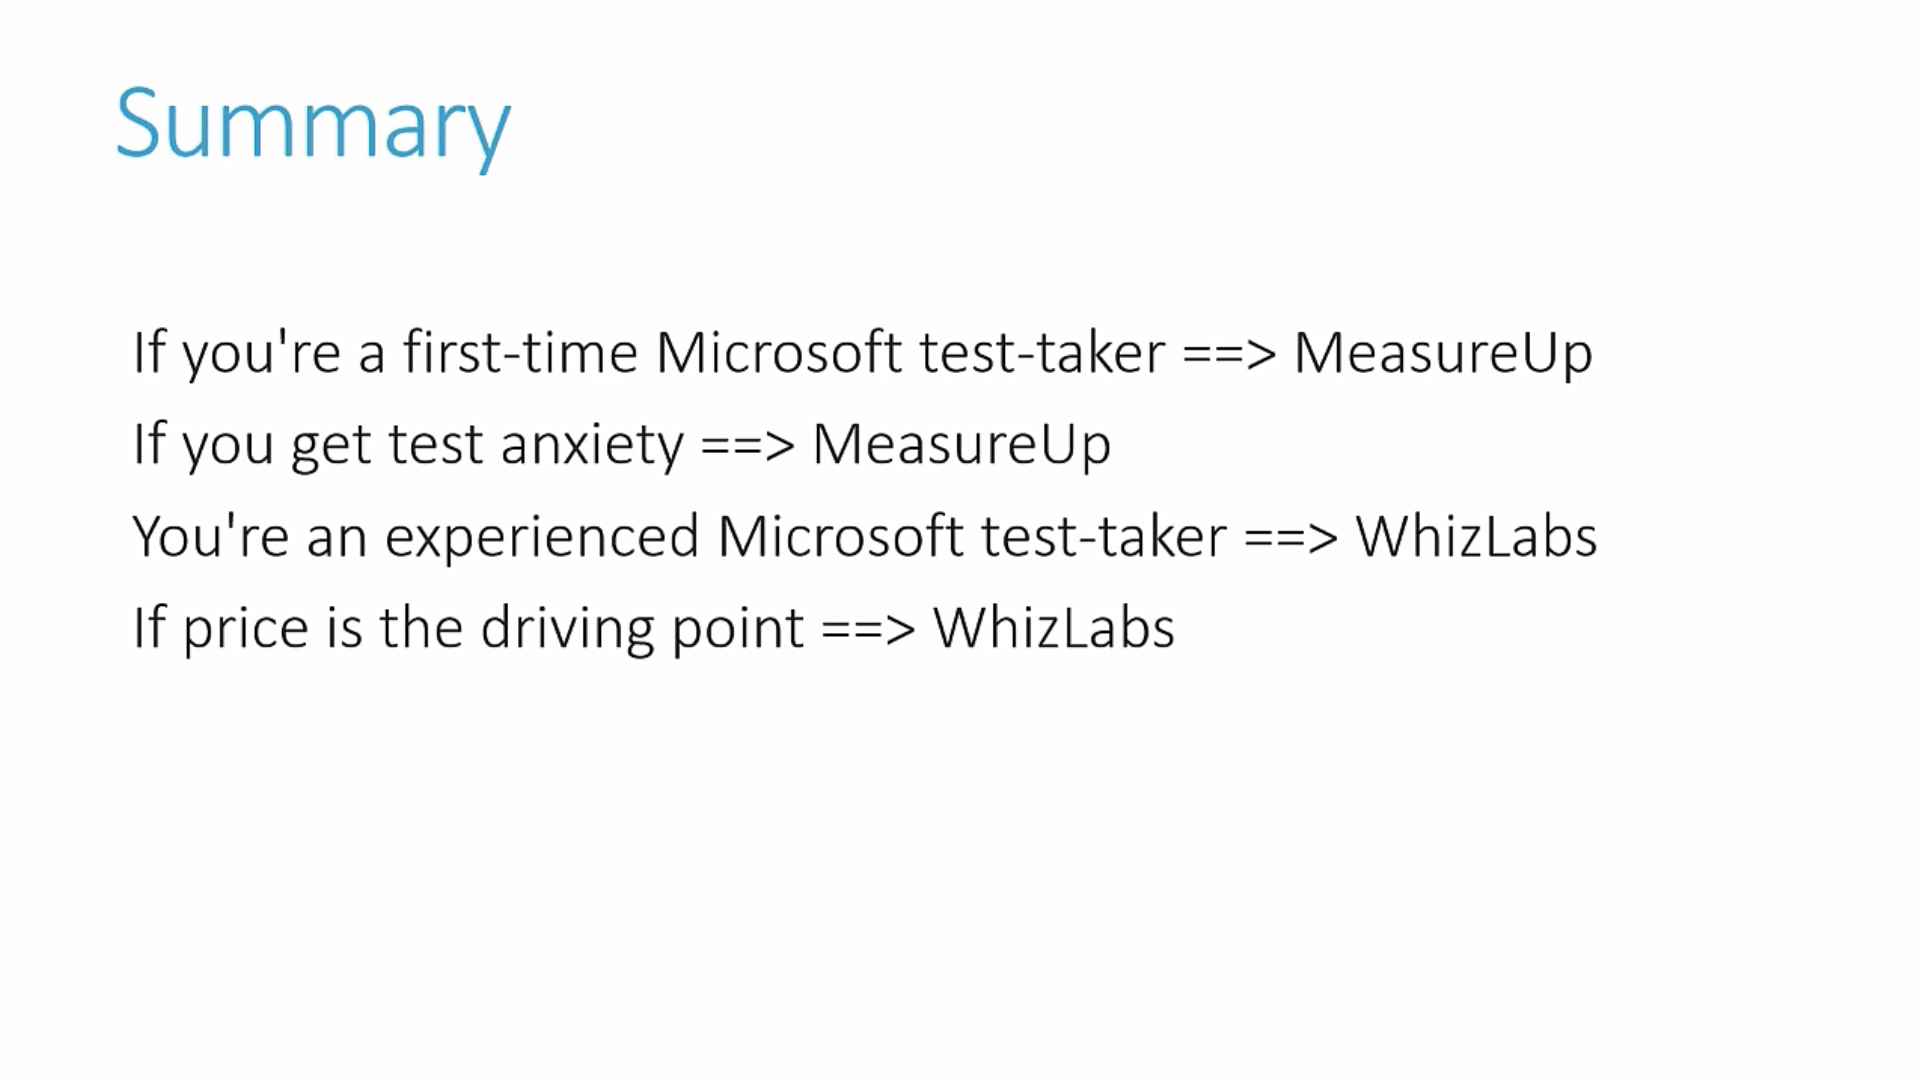 Summary
If you're a first-time Microsoft test-taker ==> MeasureUp
If you get test anxiety ==> MeasureUp
You're an experienced Microsoft test-taker ==> WhizLabs
If price is the driving point ==> WhizLabs